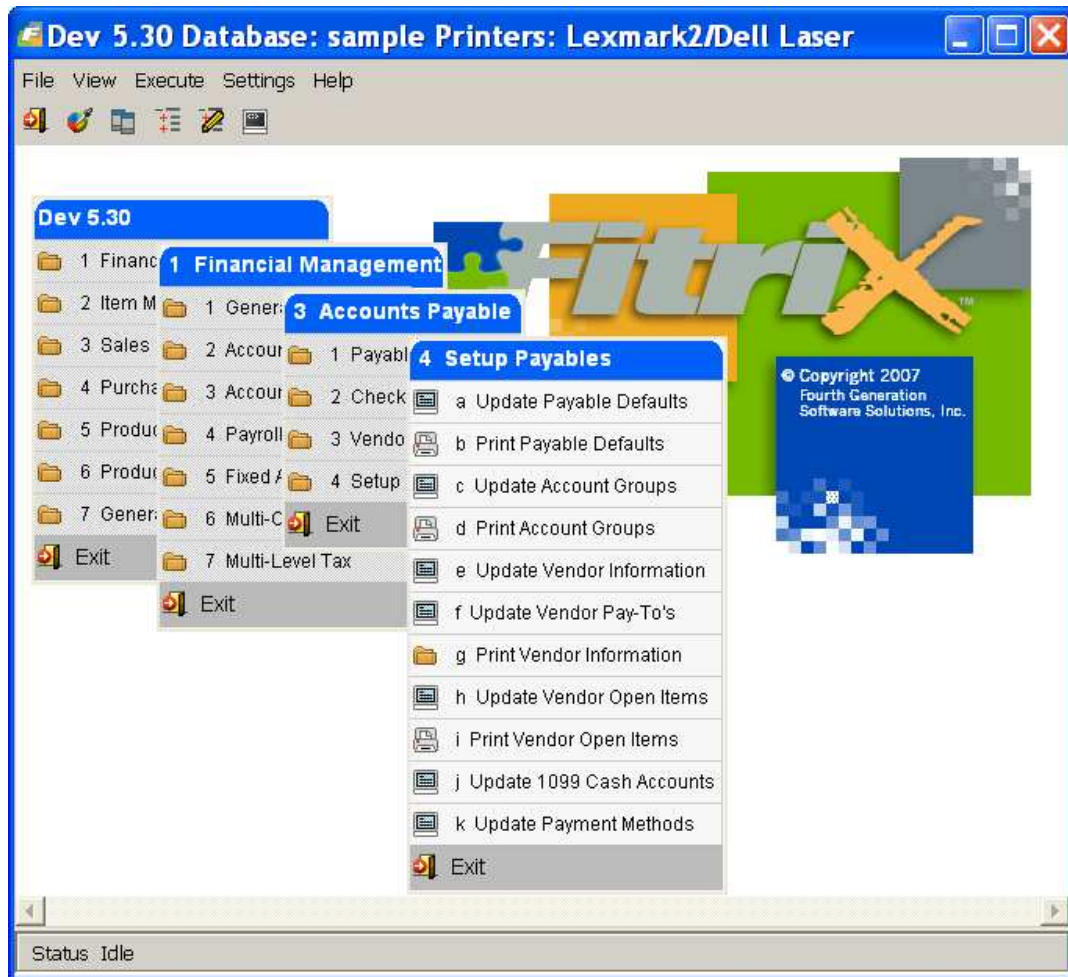 Dev 5.30 Database: sample Printers: Lexmark2/Dell Laser
File View Execute Settings Help
Dev 5.30
1 Financ
2 Item M
3 Sales
4 Purcha
5 Produc
6 Produc
7 Gener
Exit
1 Financial Management
1 Gener
2 Accour
3 Accour
4 Payroll
5 Fixed A
6 Multi-C
7 Multi-Level Tax
Exit
3 Accounts Payable
1 Payabl
2 Check
3 Vendo
4 Setup
Exit
4 Setup Payables
a Update Payable Defaults
b Print Payable Defaults
c Update Account Groups
d Print Account Groups
e Update Vendor Information
f Update Vendor Pay-To's
g Print Vendor Information
h Update Vendor Open Items
i Print Vendor Open Items
j Update 1099 Cash Accounts
k Update Payment Methods
Exit
FitriX
TM
© Copyright 2007
Fourth Generation
Software Solutions, Inc.
Status Idle